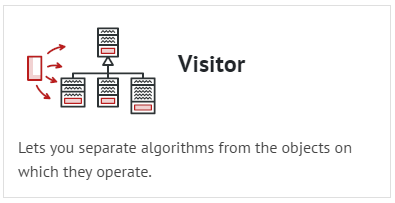 Visitor
Lets you separate algorithms from the objects on
which they operate.